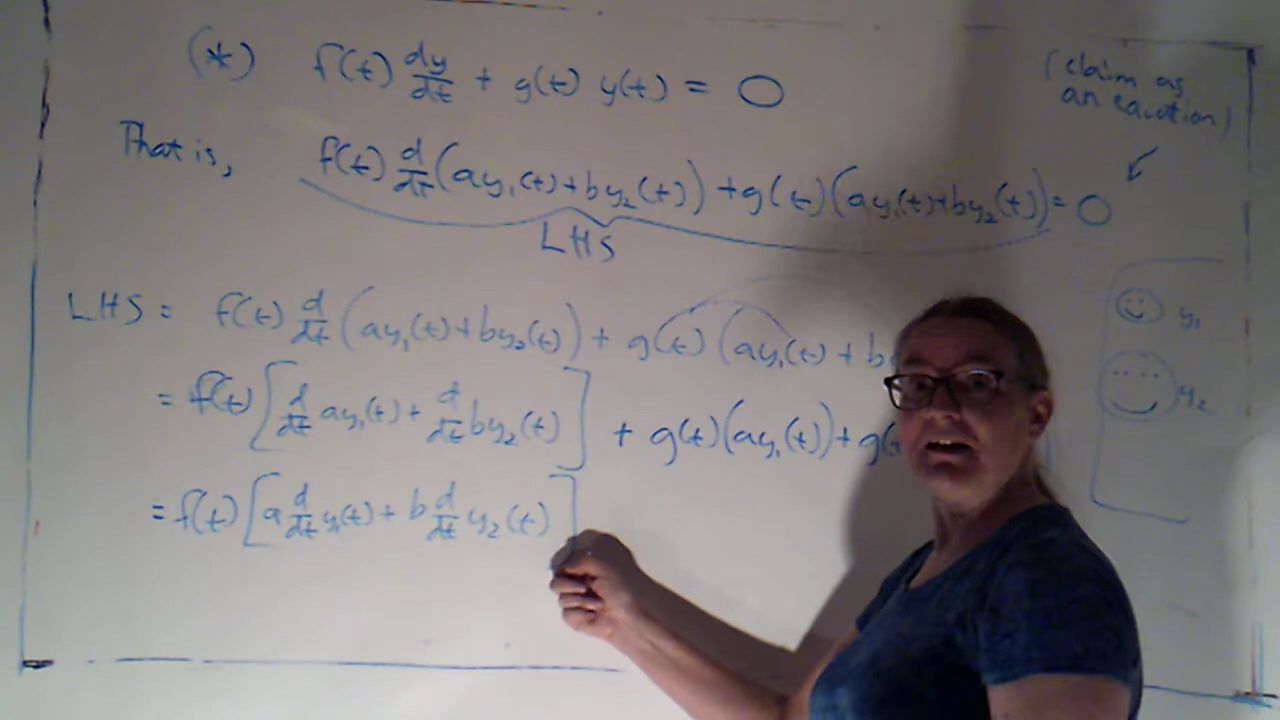 (*) f(t) dy/dt + g(t) y(t) = 0
(claim as
an equation)
That is, f(t) d/dt (ay₁(t)+by₂(t)) + g(t)(ay₁(t)+by₂(t)) = 0
LHS
LHS = f(t) d/dt (ay₁(t)+by₂(t)) + g(t) (ay₁(t) + b
= f(t) [d/dt ay₁(t) + d/dt by₂(t)] + g(t)(ay₁(t)) + g(
= f(t) [a d/dt y₁(t) + b d/dt y₂(t)]
y₁
y₂